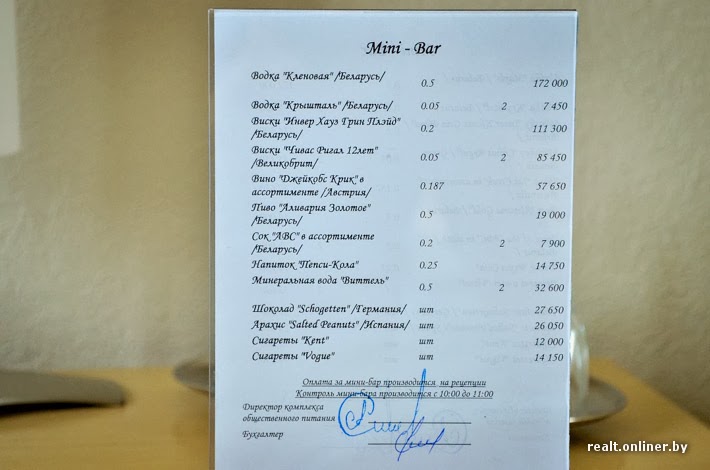 Mini - Bar
Водка "Кленовая" /Беларусь/ 0.5 172 000
Водка "Крышталь" /Беларусь/ 0.05 2 7 450
Виски "Инвер Хауз Грин Плэйд"
/Беларусь/ 0.2 111 300
Виски "Чивас Ригал 12лет"
/Великобрит/ 0.05 2 85 450
Вино "Джейкобс Крик" в
ассортименте /Австрия/ 0.187 57 650
Пиво "Аливария Золотое"
/Беларусь/ 0.5 19 000
Сок "АВС" в ассортименте
/Беларусь/ 0.2 2 7 900
Напиток "Пепси-Кола" 0.25 14 750
Минеральная вода "Виттель"
0.5 2 32 600
Шоколад "Schogetten" /Германия/ шт 27 650
Арахис "Salted Peanuts" /Испания/ шт 26 050
Сигареты "Kent" шт 12 000
Сигареты "Vogue" шт 14 150
Оплата за мини-бар производится на рецепции
Контроль мини-бара производится с 10:00 до 11:00
Директор комплекса
общественного питания
Бухгалтер
realt.onliner.by